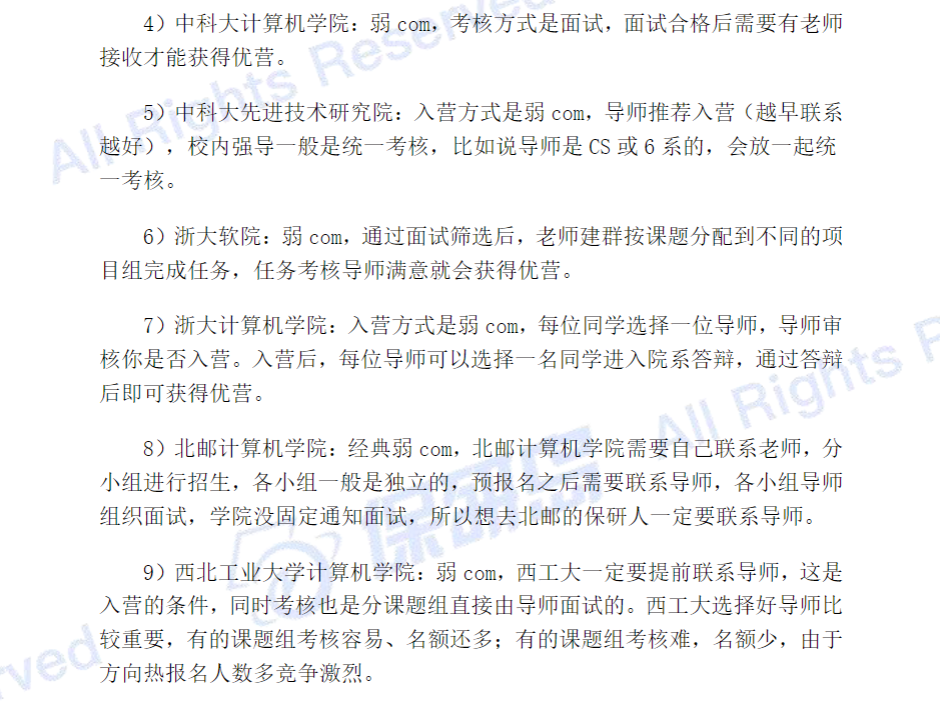 4）中科大计算机学院：弱 com，考核方式是面试，面试合格后需要有老师
接收才能获得优营。
5）中科大先进技术研究院：入营方式是弱 com，导师推荐入营（越早联系
越好），校内强导一般是统一考核，比如说导师是 CS 或 6 系的，会放一起统
一考核。
6）浙大软院：弱 com，通过面试筛选后，老师建群按课题分配到不同的项
目组完成任务，任务考核导师满意就会获得优营。
7）浙大计算机学院：入营方式是弱 com，每位同学选择一位导师，导师审
核你是否入营。入营后，每位导师可以选择一名同学进入院系答辩，通过答辩
后即可获得优营。
8）北邮计算机学院：经典弱 com，北邮计算机学院需要自己联系老师，分
小组进行招生，各小组一般是独立的，预报名之后需要联系导师，各小组导师
组织面试，学院没固定通知面试，所以想去北邮的保研人一定要联系导师。
9）西北工业大学计算机学院：弱 com，西工大一定要提前联系导师，这是
入营的条件，同时考核也是分课题组直接由导师面试的。西工大选择好导师比
较重要，有的课题组考核容易、名额还多；有的课题组考核难，名额少，由于
方向热报名人数多竞争激烈。
All Rights Reserved
All Rights R
保研
rved